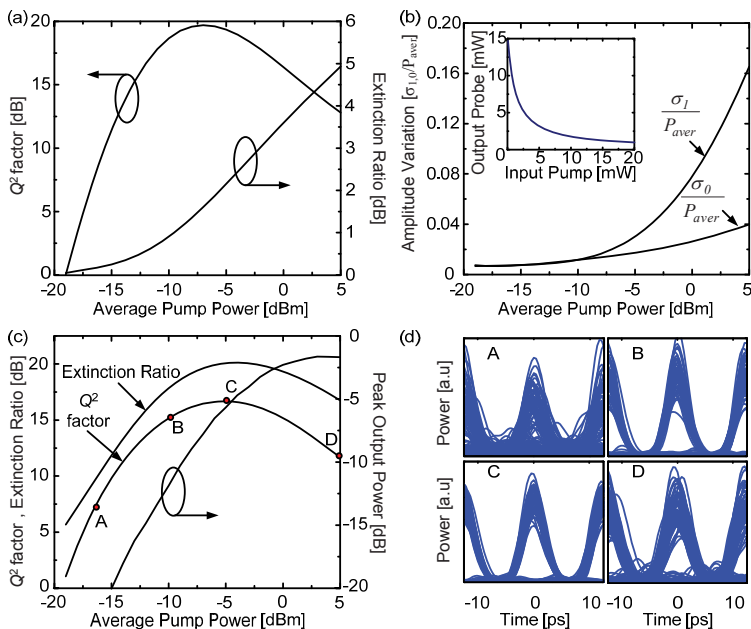 (a)
Q² factor [dB]
20
15
10
5
0
6
5
4
3
2
1
0
Extinction Ratio [dB]
-20 -15 -10 -5 0 5
Average Pump Power [dBm]
(b)
Amplitude Variation [σ1,0/Paver]
0.20
0.16
0.12
0.08
0.04
0.00
-20 -15 -10 -5 0 5
Average Pump Power [dBm]
Output Probe [mW]
15
10
5
5 10 15 20
Input Pump [mW]
σ1
Paver
σ0
Paver
(c)
Q² factor , Extinction Ratio [dB]
20
15
10
5
0
0
-5
-10
-15
-20
Peak Output Power [dB]
Extinction Ratio
Q²
factor
A
B
C
D
-20 -15 -10 -5 0 5
Average Pump Power [dBm]
(d)
Power [a.u]
A
B
Power [a.u]
C
D
-10 0 10
Time [ps]
-10 0 10
Time [ps]